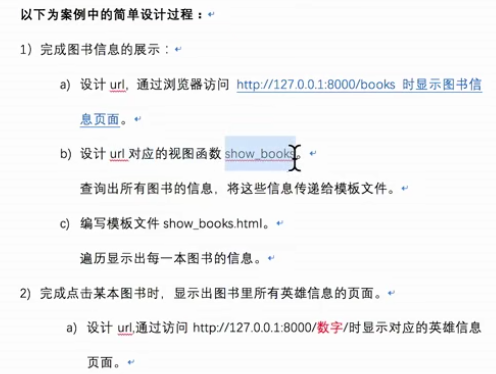 以下为案例中的简单设计过程：
1） 完成图书信息的展示：
a) 设计 url，通过浏览器访问 http://127.0.0.1:8000/books 时显示图书信
息页面。
b) 设计 url 对应的视图函数 show_books。
查询出所有图书的信息，将这些信息传递给模板文件。
c) 编写模板文件 show_books.html。
遍历显示出每一本图书的信息。
2） 完成点击某本图书时，显示出图书里所有英雄信息的页面。
a) 设计 url,通过访问 http://127.0.0.1:8000/数字/时显示对应的英雄信息
页面。